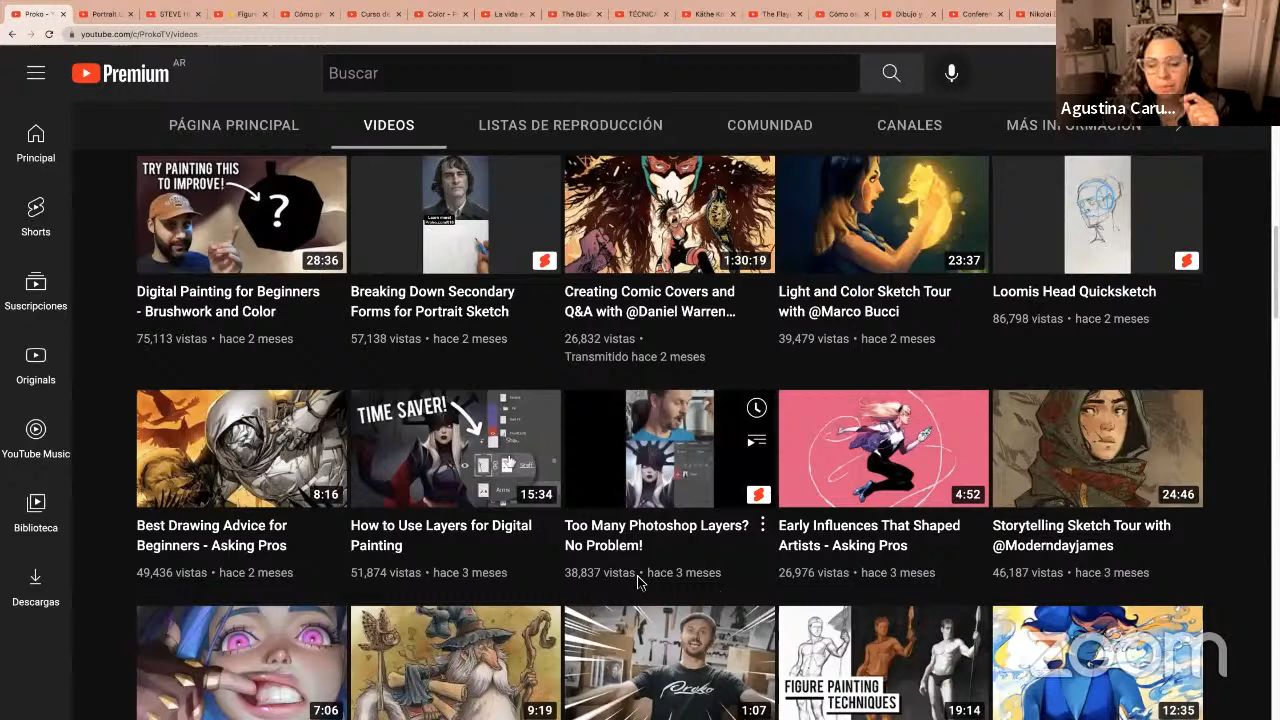 Proko - Y
Portrait D
STEVE H
Figure
Cómo p
Curso de
Color - P
La vida e
The Blac
TÉCNICA
Käthe Ko
The Flay
Cómo es
Dibujo y
Conferen
Nikolai
youtube.com/c/ProkoTV/videos
Premium AR
Buscar
Agustina Caru...
PÁGINA PRINCIPAL
VIDEOS
LISTAS DE REPRODUCCIÓN
COMUNIDAD
CANALES
MÁS INFORMACIÓN
Principal
Shorts
Suscripciones
Originals
YouTube Music
Biblioteca
Descargas
TRY PAINTING THIS
TO IMPROVE!
?
28:36
Digital Painting for Beginners
- Brushwork and Color
75,113 vistas • hace 2 meses
Learn more!
Breaking Down Secondary
Forms for Portrait Sketch
57,138 vistas • hace 2 meses
1:30:19
Creating Comic Covers and
Q&A with @Daniel Warren...
26,832 vistas •
Transmitido hace 2 meses
23:37
Light and Color Sketch Tour
with @Marco Bucci
39,479 vistas • hace 2 meses
Loomis Head Quicksketch
86,798 vistas • hace 2 meses
8:16
Best Drawing Advice for
Beginners - Asking Pros
49,436 vistas • hace 2 meses
TIME SAVER!
15:34
How to Use Layers for Digital
Painting
51,874 vistas • hace 3 meses
Too Many Photoshop Layers?
No Problem!
38,837 vistas • hace 3 meses
4:52
Early Influences That Shaped
Artists - Asking Pros
26,976 vistas • hace 3 meses
24:46
Storytelling Sketch Tour with
@Moderndayjames
46,187 vistas • hace 3 meses
7:06
9:19
Proko
1:07
FIGURE PAINTING
TECHNIQUES
19:14
12:35
zoom